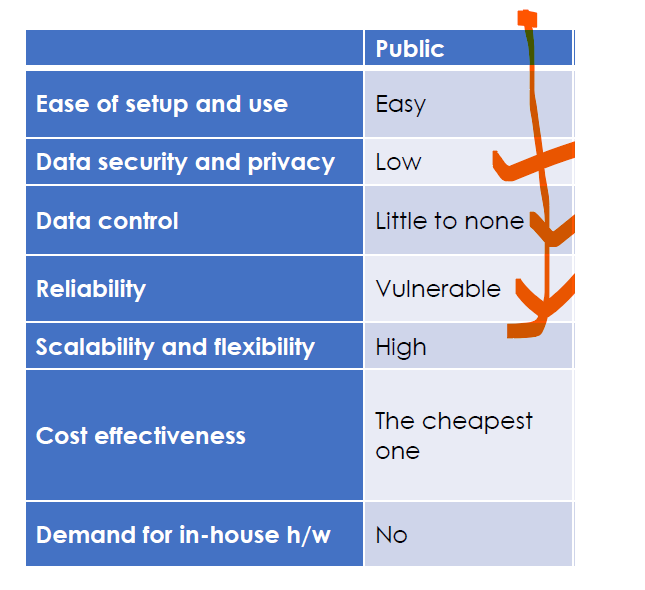 Public
Ease of setup and use Easy
Data security and privacy Low
Data control Little to none
Reliability Vulnerable
Scalability and flexibility High
Cost effectiveness The cheapest
one
Demand for in-house h/w No